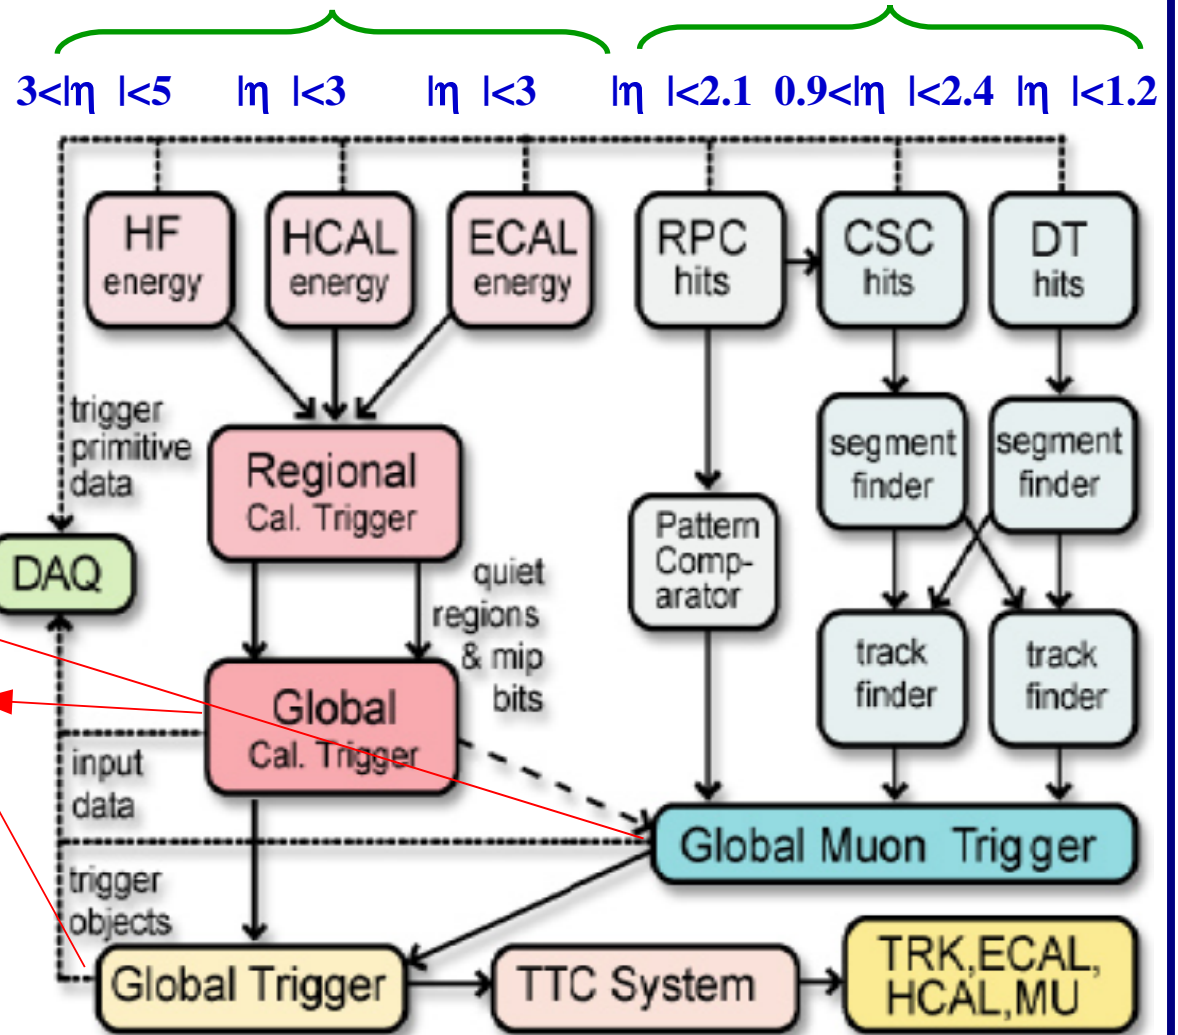 3<|η |<5 |η |<3 |η |<3 |η |<2.1 0.9<|η |<2.4 |η |<1.2
HF
energy
HCAL
energy
ECAL
energy
RPC
hits
CSC
hits
DT
hits
trigger
primitive
data
Regional
Cal. Trigger
segment
finder
segment
finder
Pattern
Comp-
arator
DAQ
quiet
regions
& mip
bits
track
finder
track
finder
Global
Cal. Trigger
input
data
Global Muon Trigger
trigger
objects
Global Trigger
TTC System
TRK,ECAL,
HCAL,MU